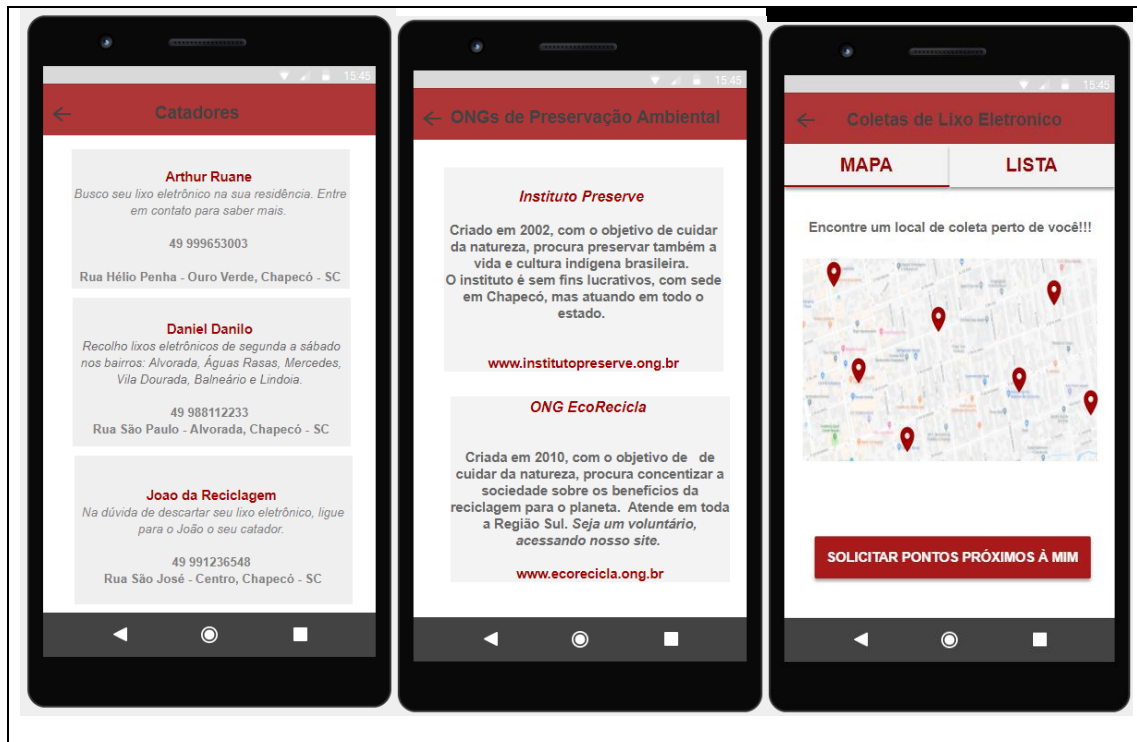 15:45
Catadores
Arthur Ruane
Busco seu lixo eletrônico na sua residência. Entre
em contato para saber mais.
49 999653003
Rua Hélio Penha - Ouro Verde, Chapecó - SC
Daniel Danilo
Recolho lixos eletrônicos de segunda a sábado
nos bairros: Alvorada, Águas Rasas, Mercedes,
Vila Dourada, Balneário e Lindoia.
49 988112233
Rua São Paulo - Alvorada, Chapecó - SC
Joao da Reciclagem
Na dúvida de descartar seu lixo eletrônico, ligue
para o João o seu catador.
49 991236548
Rua São José - Centro, Chapecó - SC
15:45
ONGs de Preservação Ambiental
Instituto Preserve
Criado em 2002, com o objetivo de cuidar
da natureza, procura preservar também a
vida e cultura indígena brasileira.
O instituto é sem fins lucrativos, com sede
em Chapecó, mas atuando em todo o
estado.
www.institutopreserve.ong.br
ONG EcoRecicla
Criada em 2010, com o objetivo de de
cuidar da natureza, procura concentizar a
sociedade sobre os benefícios da
reciclagem para o planeta. Atende em toda
a Região Sul. Seja um voluntário,
acessando nosso site.
www.ecorecicla.ong.br
15:45
Coletas de Lixo Eletronico
MAPA LISTA
Encontre um local de coleta perto de você!!!
SOLICITAR PONTOS PRÓXIMOS À MIM